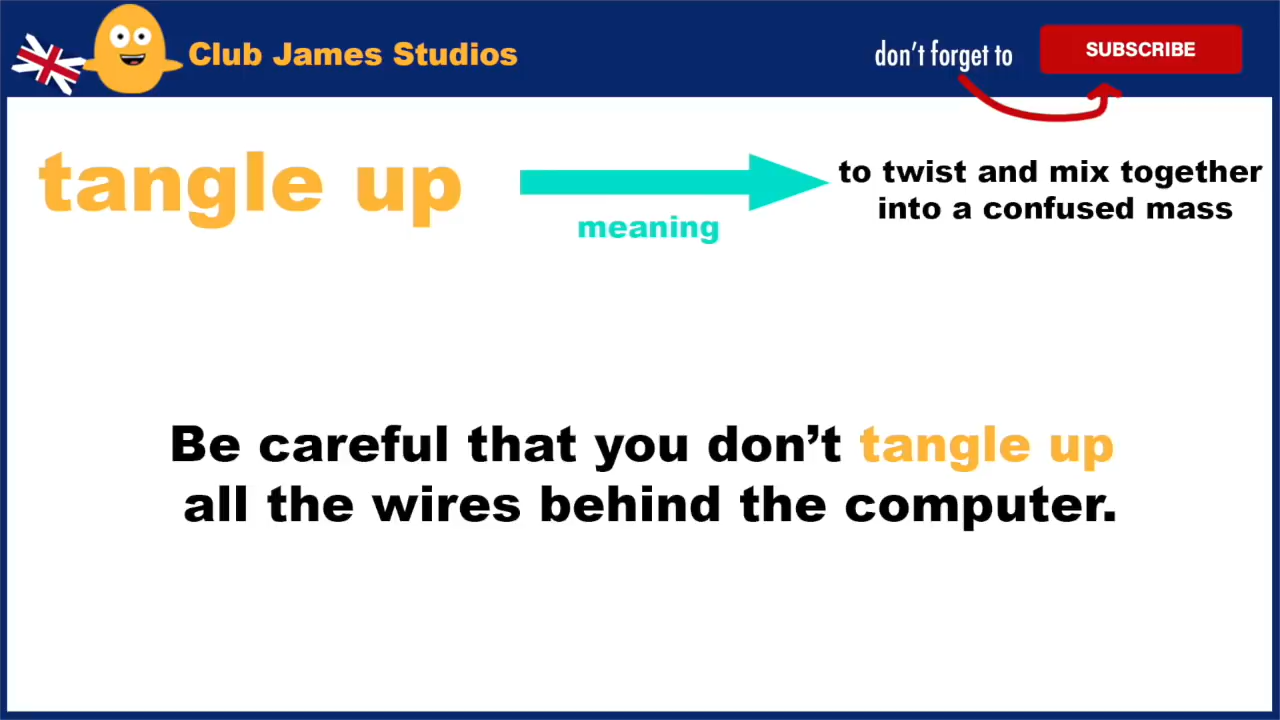 Club James Studios
don't forget to
SUBSCRIBE
tangle up
meaning
to twist and mix together
into a confused mass
Be careful that you don’t tangle up
all the wires behind the computer.